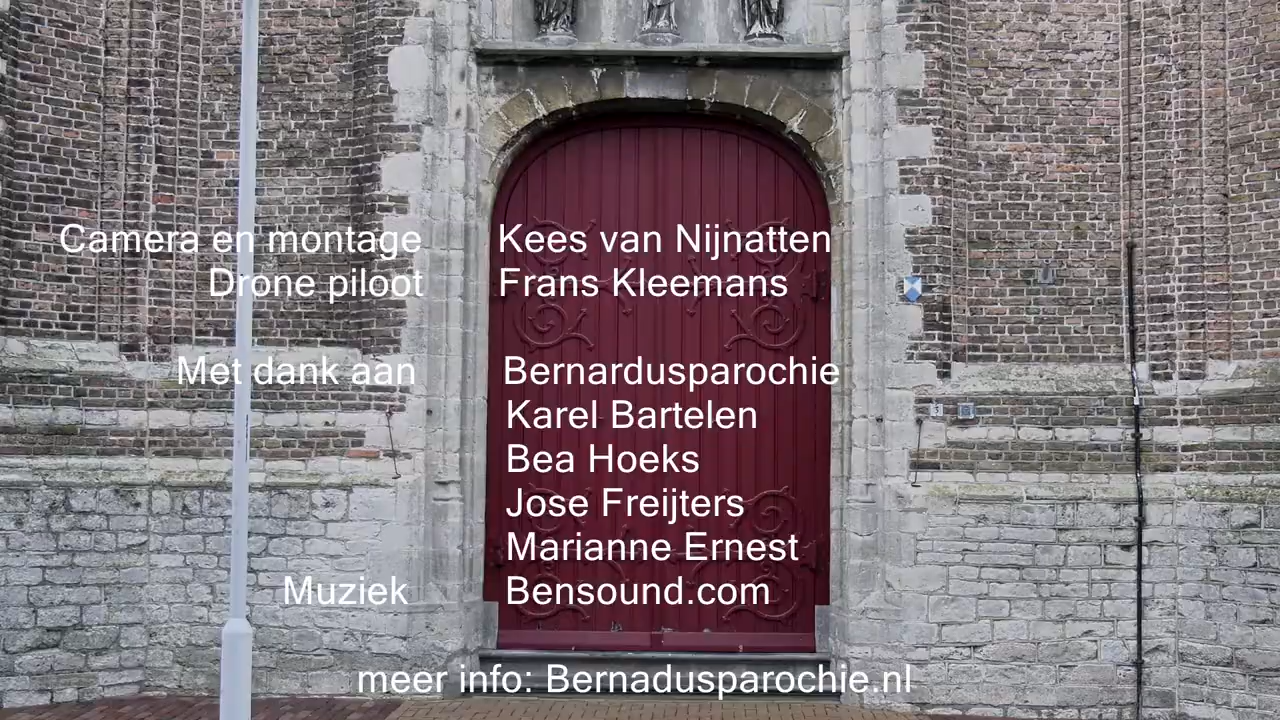 Camera en montage Kees van Nijnatten
Drone piloot Frans Kleemans
Met dank aan Bernardusparochie
Karel Bartelen
Bea Hoeks
Jose Freijters
Marianne Ernest
Muziek Bensound.com
meer info: Bernadusparochie.nl